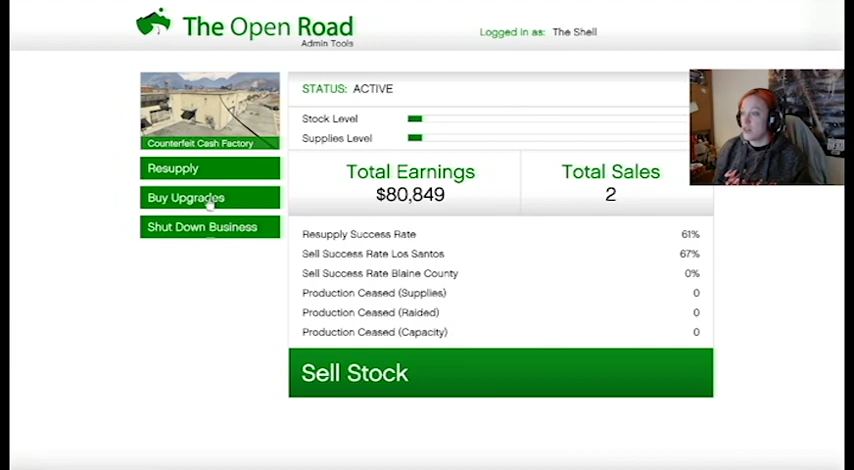 The Open Road
Admin Tools
Logged in as: The Shell
Counterfeit Cash Factory
Resupply
Buy Upgrades
Shut Down Business
STATUS: ACTIVE
Stock Level
Supplies Level
Total Earnings
$80,849
Total Sales
2
Resupply Success Rate 61%
Sell Success Rate Los Santos 67%
Sell Success Rate Blaine County 0%
Production Ceased (Supplies) 0
Production Ceased (Raided) 0
Production Ceased (Capacity) 0
Sell Stock